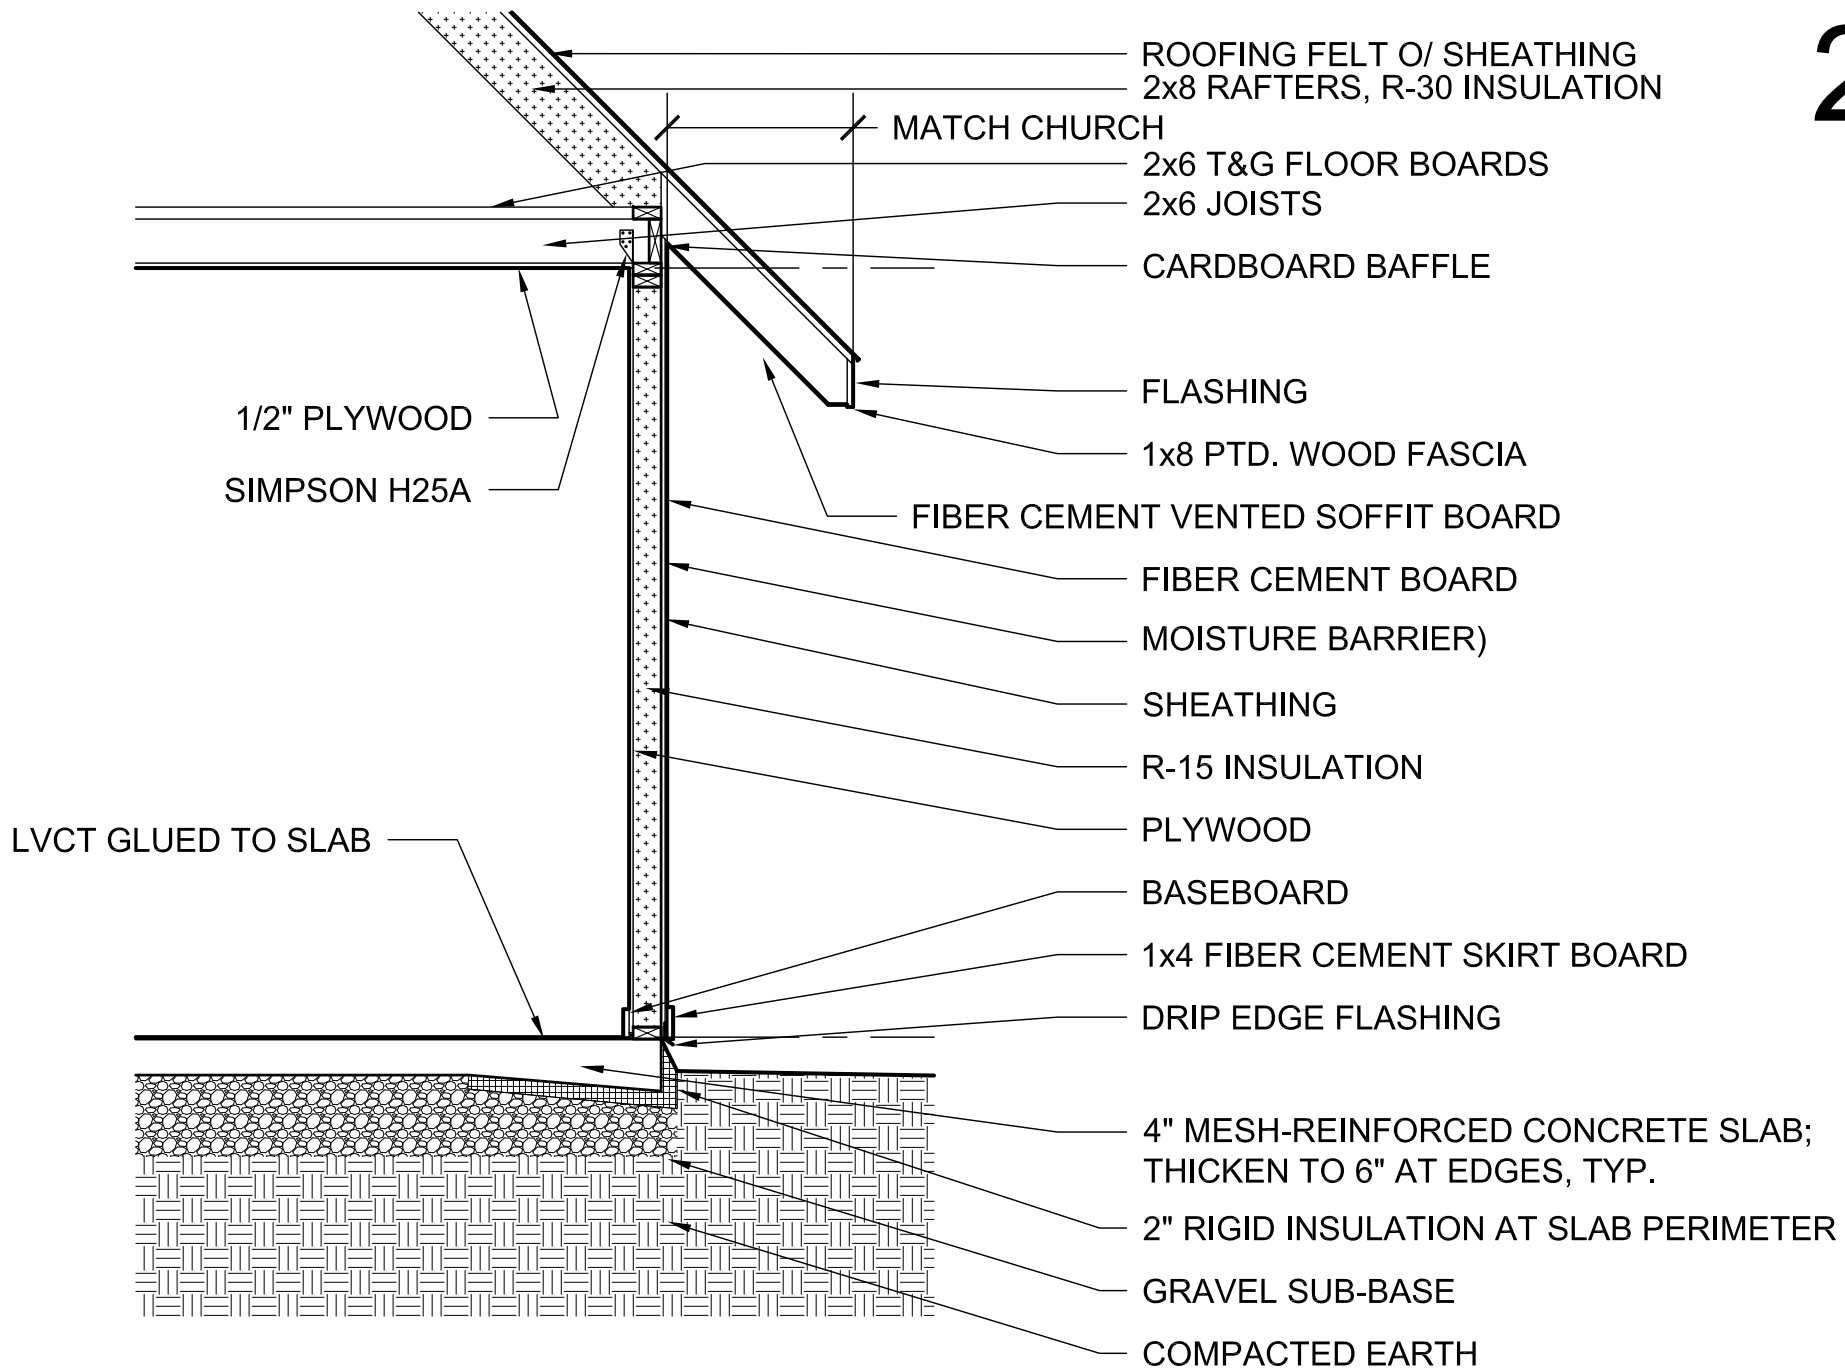 ROOFING FELT O/ SHEATHING
2x8 RAFTERS, R-30 INSULATION
2
MATCH CHURCH
2x6 T&G FLOOR BOARDS
2x6 JOISTS
CARDBOARD BAFFLE
FLASHING
1/2" PLYWOOD
1x8 PTD. WOOD FASCIA
SIMPSON H25A
FIBER CEMENT VENTED SOFFIT BOARD
FIBER CEMENT BOARD
MOISTURE BARRIER)
SHEATHING
R-15 INSULATION
PLYWOOD
LVCT GLUED TO SLAB
BASEBOARD
1x4 FIBER CEMENT SKIRT BOARD
DRIP EDGE FLASHING
4" MESH-REINFORCED CONCRETE SLAB;
THICKEN TO 6" AT EDGES, TYP.
2" RIGID INSULATION AT SLAB PERIMETER
GRAVEL SUB-BASE
COMPACTED EARTH